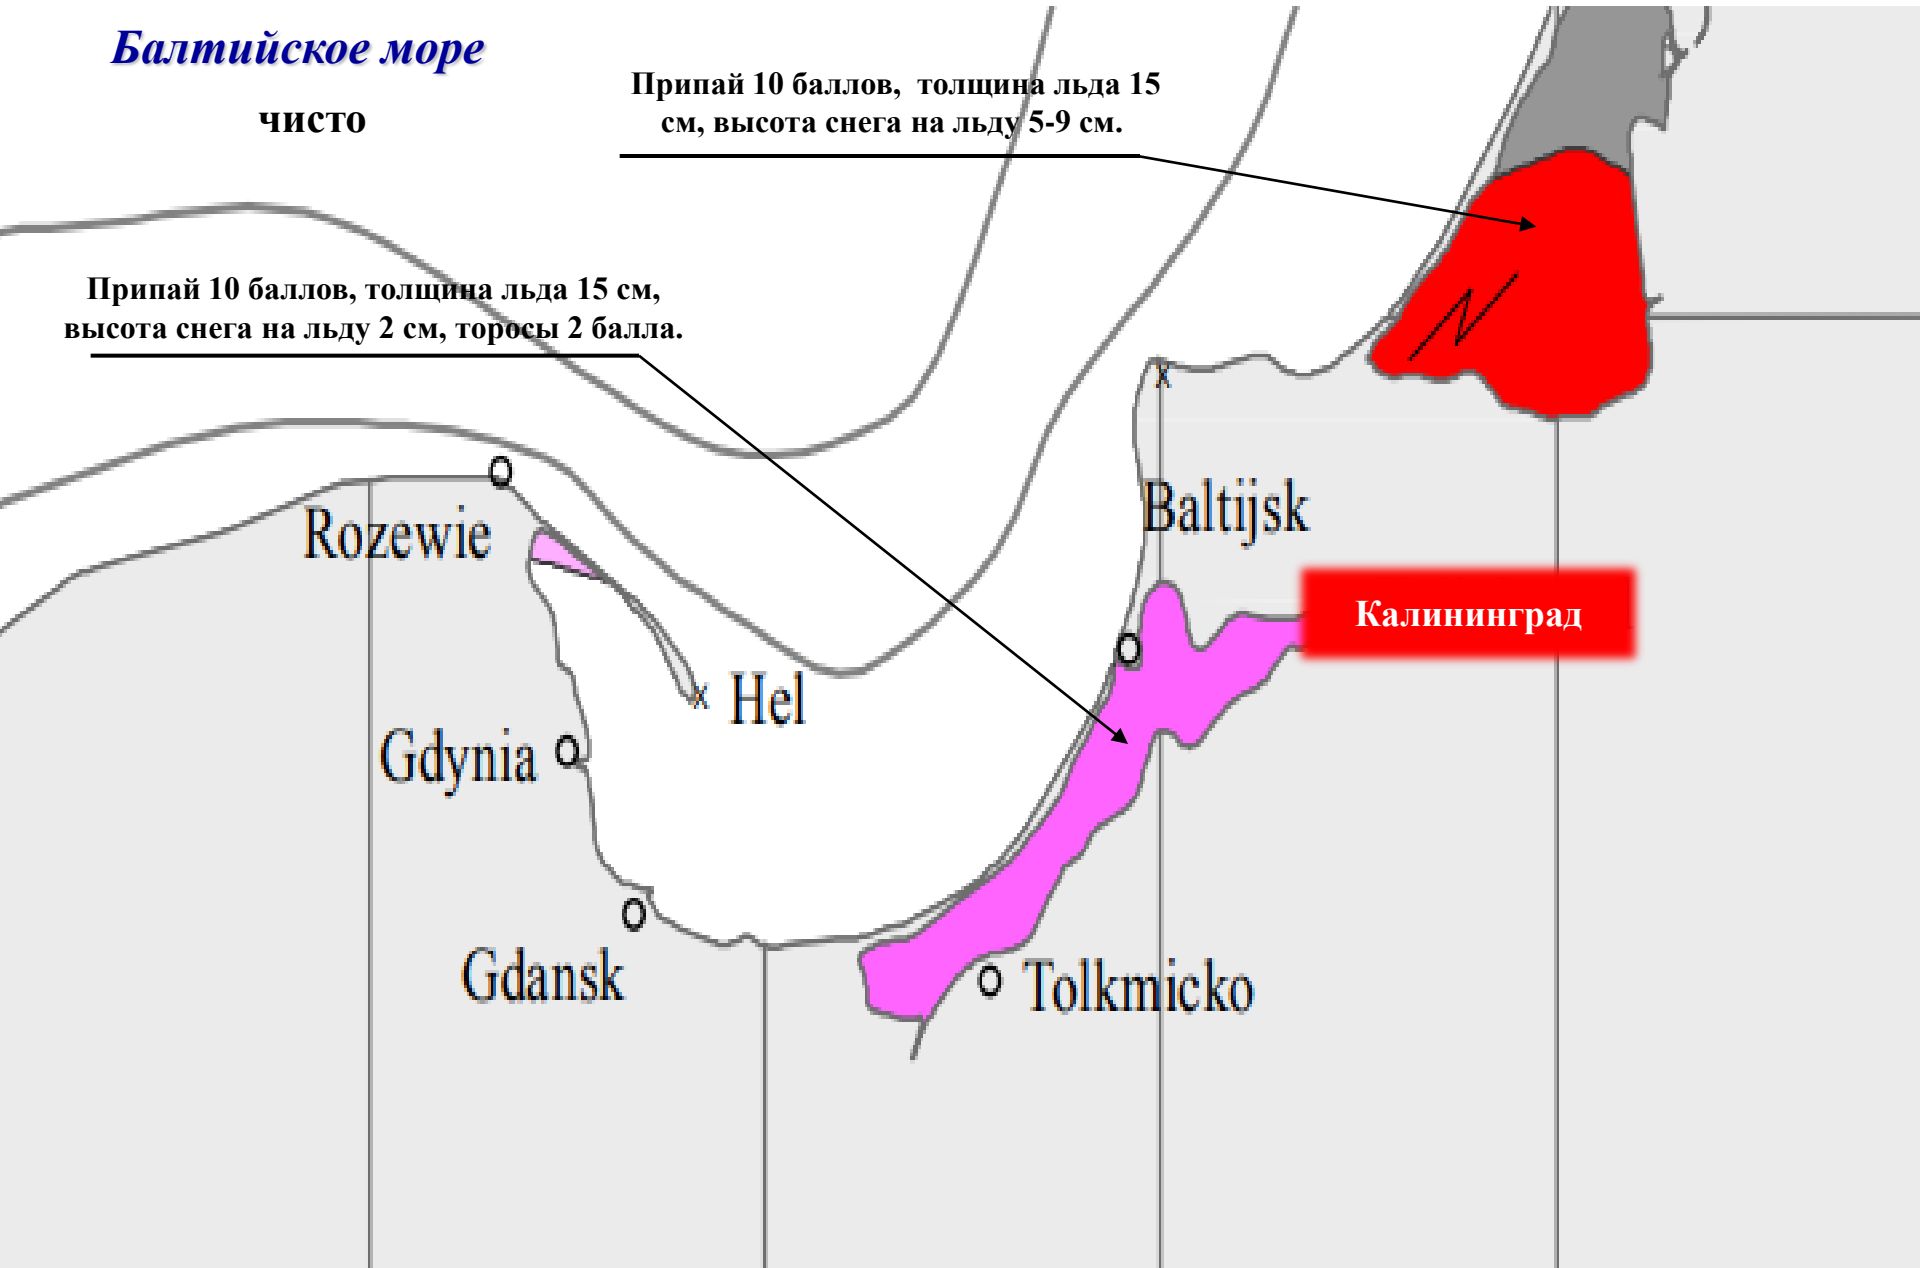 Балтийское море
чисто
Припай 10 баллов, толщина льда 15
см, высота снега на льду 5-9 см.
Припай 10 баллов, толщина льда 15 см,
высота снега на льду 2 см, торосы 2 балла.
Rozewie
Baltijsk
Калининград
Hel
Gdynia
Gdansk
Tolkmicko